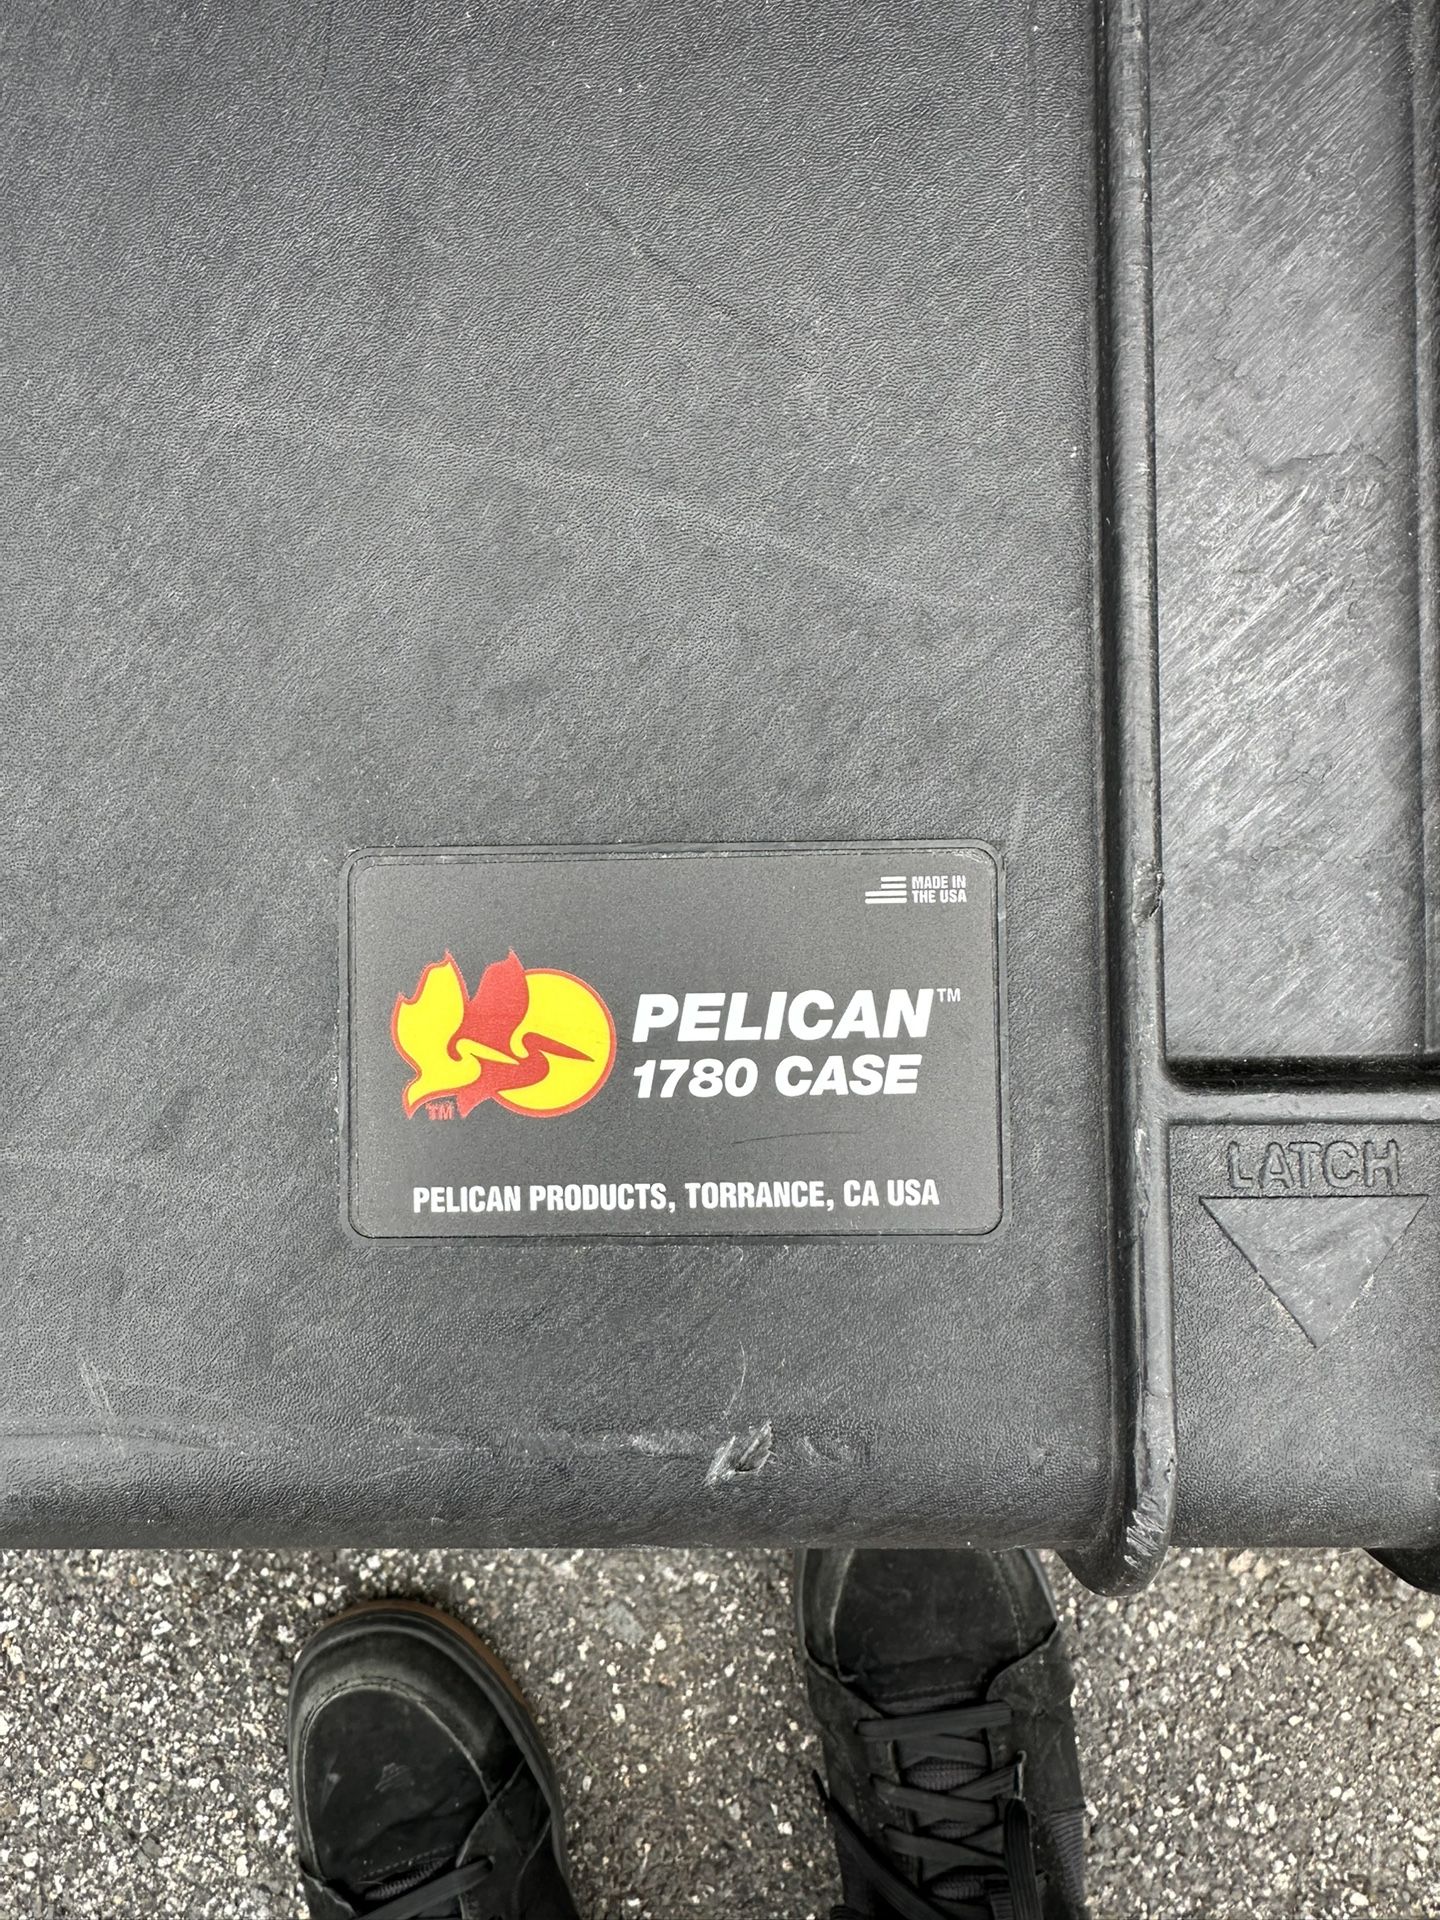 MADE IN
THE USA
PELICAN™
1780 CASE
TM
PELICAN PRODUCTS, TORRANCE, CA USA
LATCH